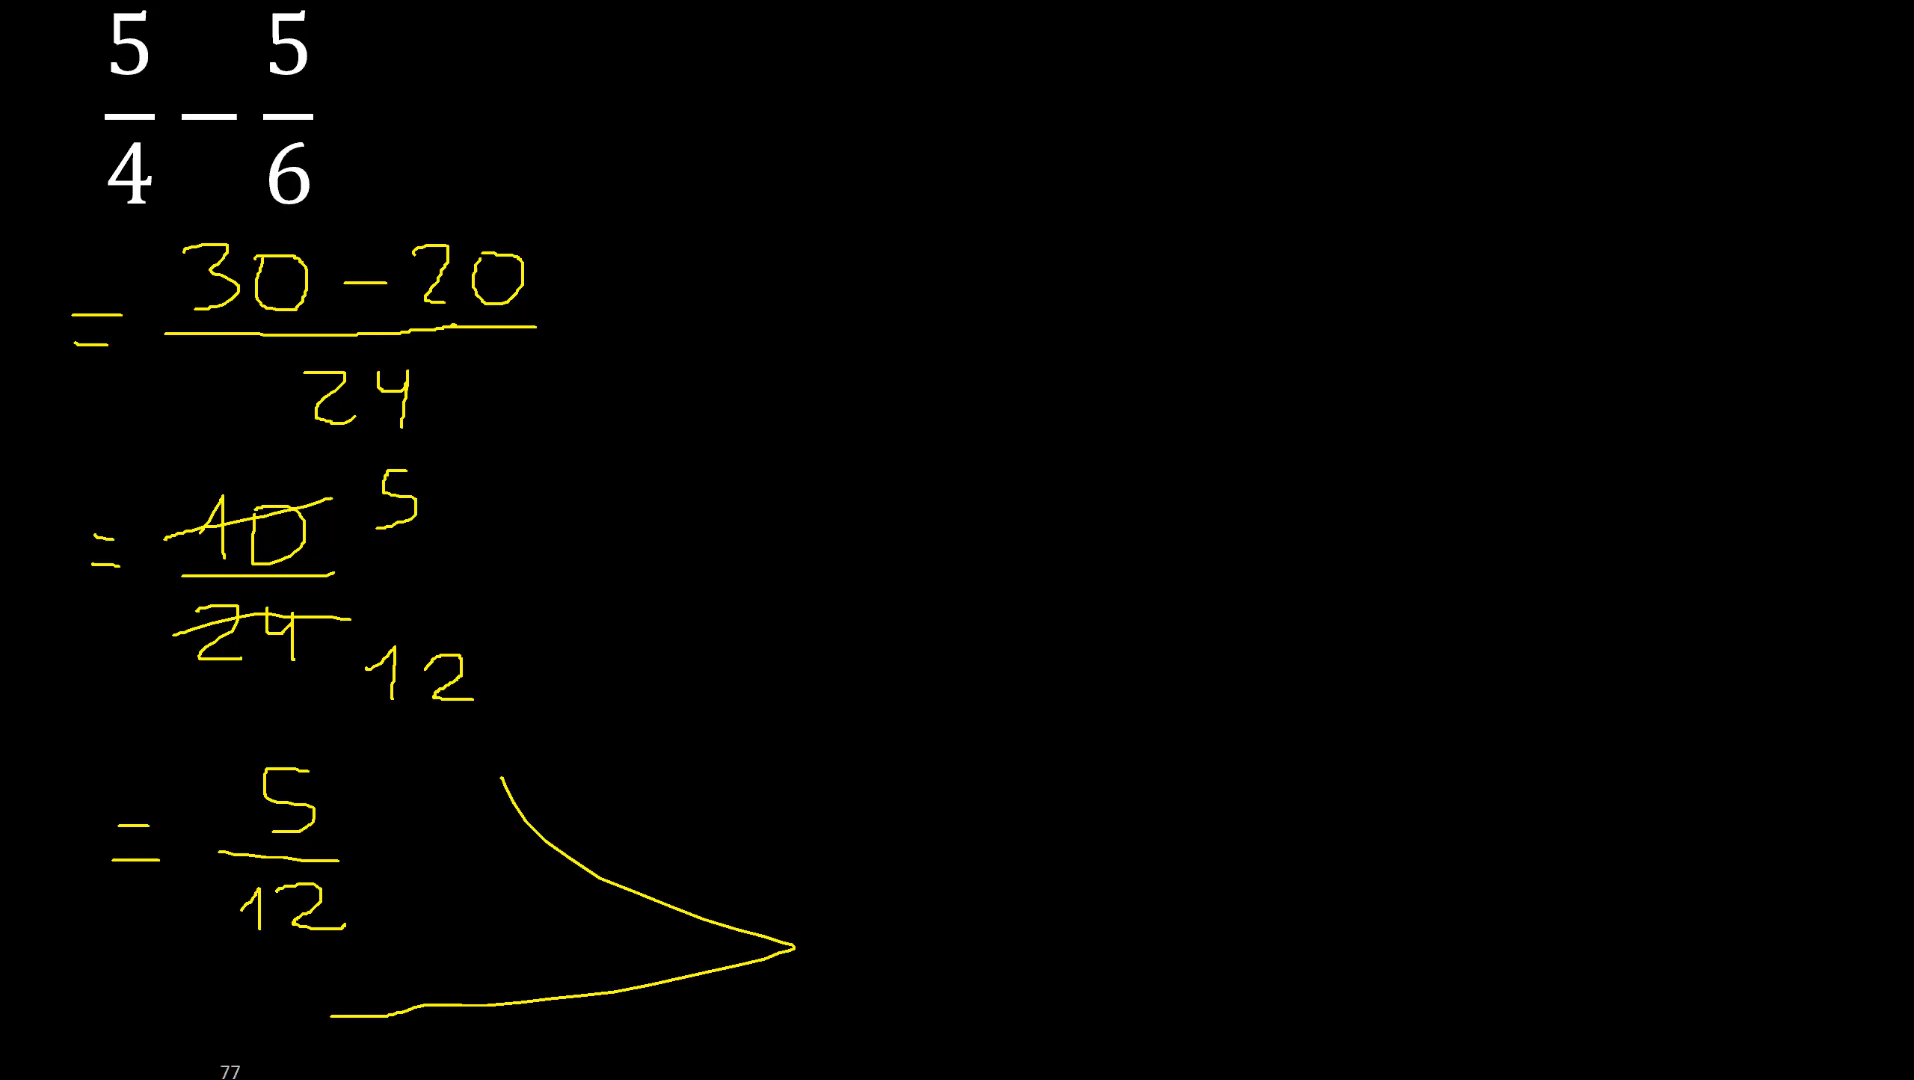 5/4 − 5/6
= (30 − 20)/24
= 10/24 5 12
= 5/12
77